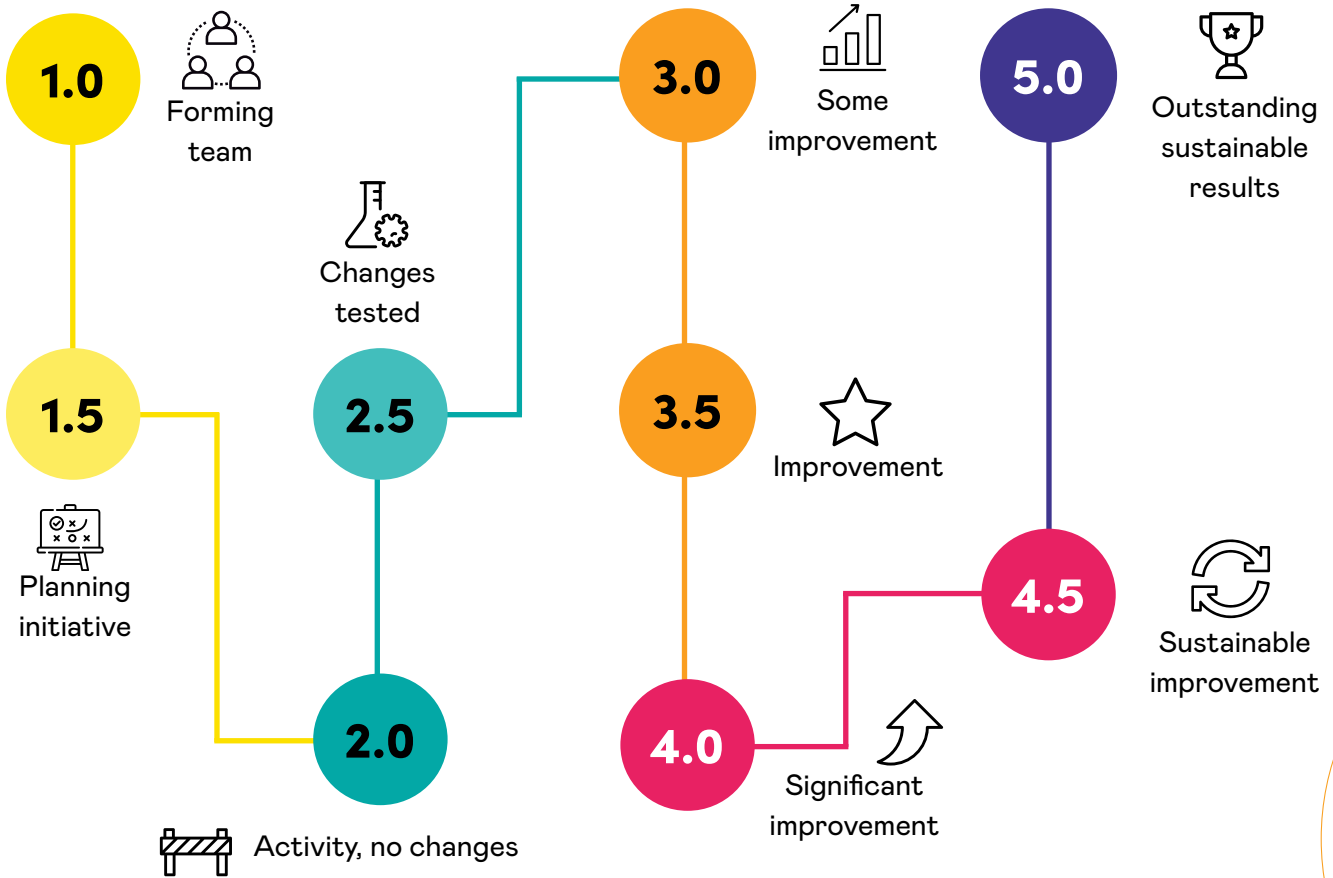 1.0
Forming
team
1.5
Planning
initiative
2.0
Activity, no changes
2.5
Changes
tested
3.0
Some
improvement
3.5
Improvement
4.0
Significant
improvement
4.5
Sustainable
improvement
5.0
Outstanding
sustainable
results